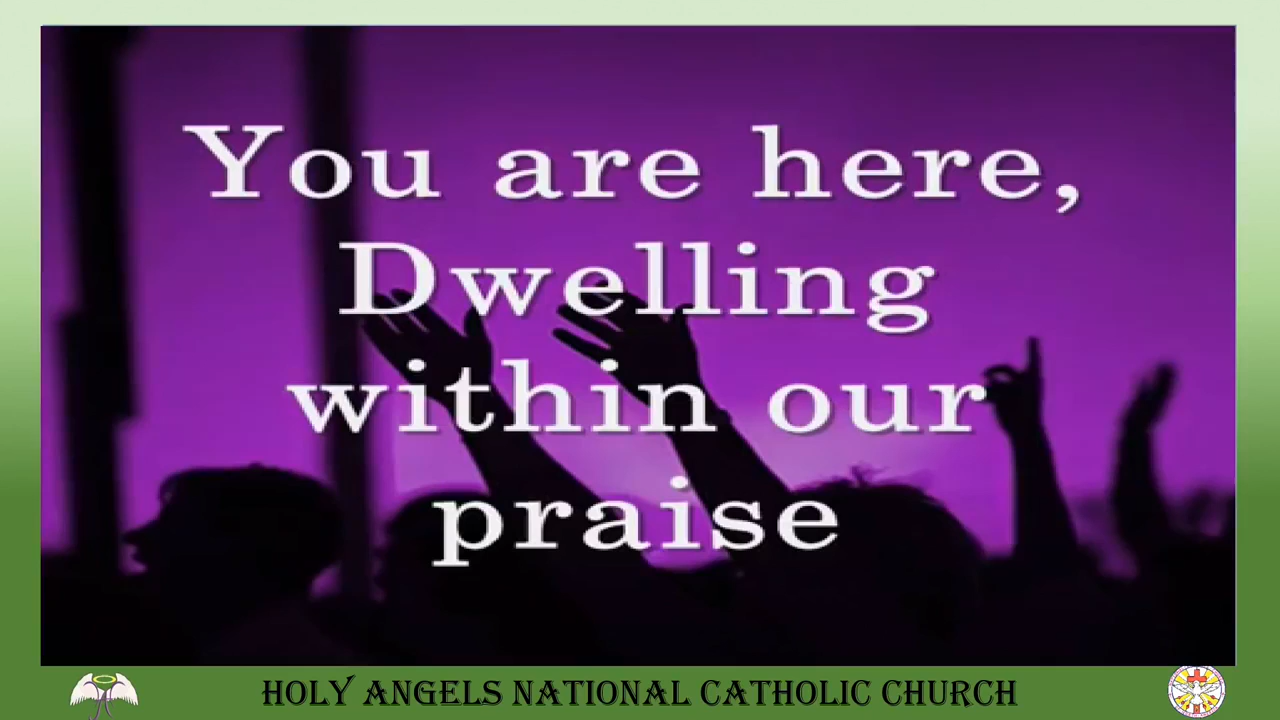 You are here,
Dwelling
within our
praise
HOLY ANGELS NATIONAL CATHOLIC CHURCH